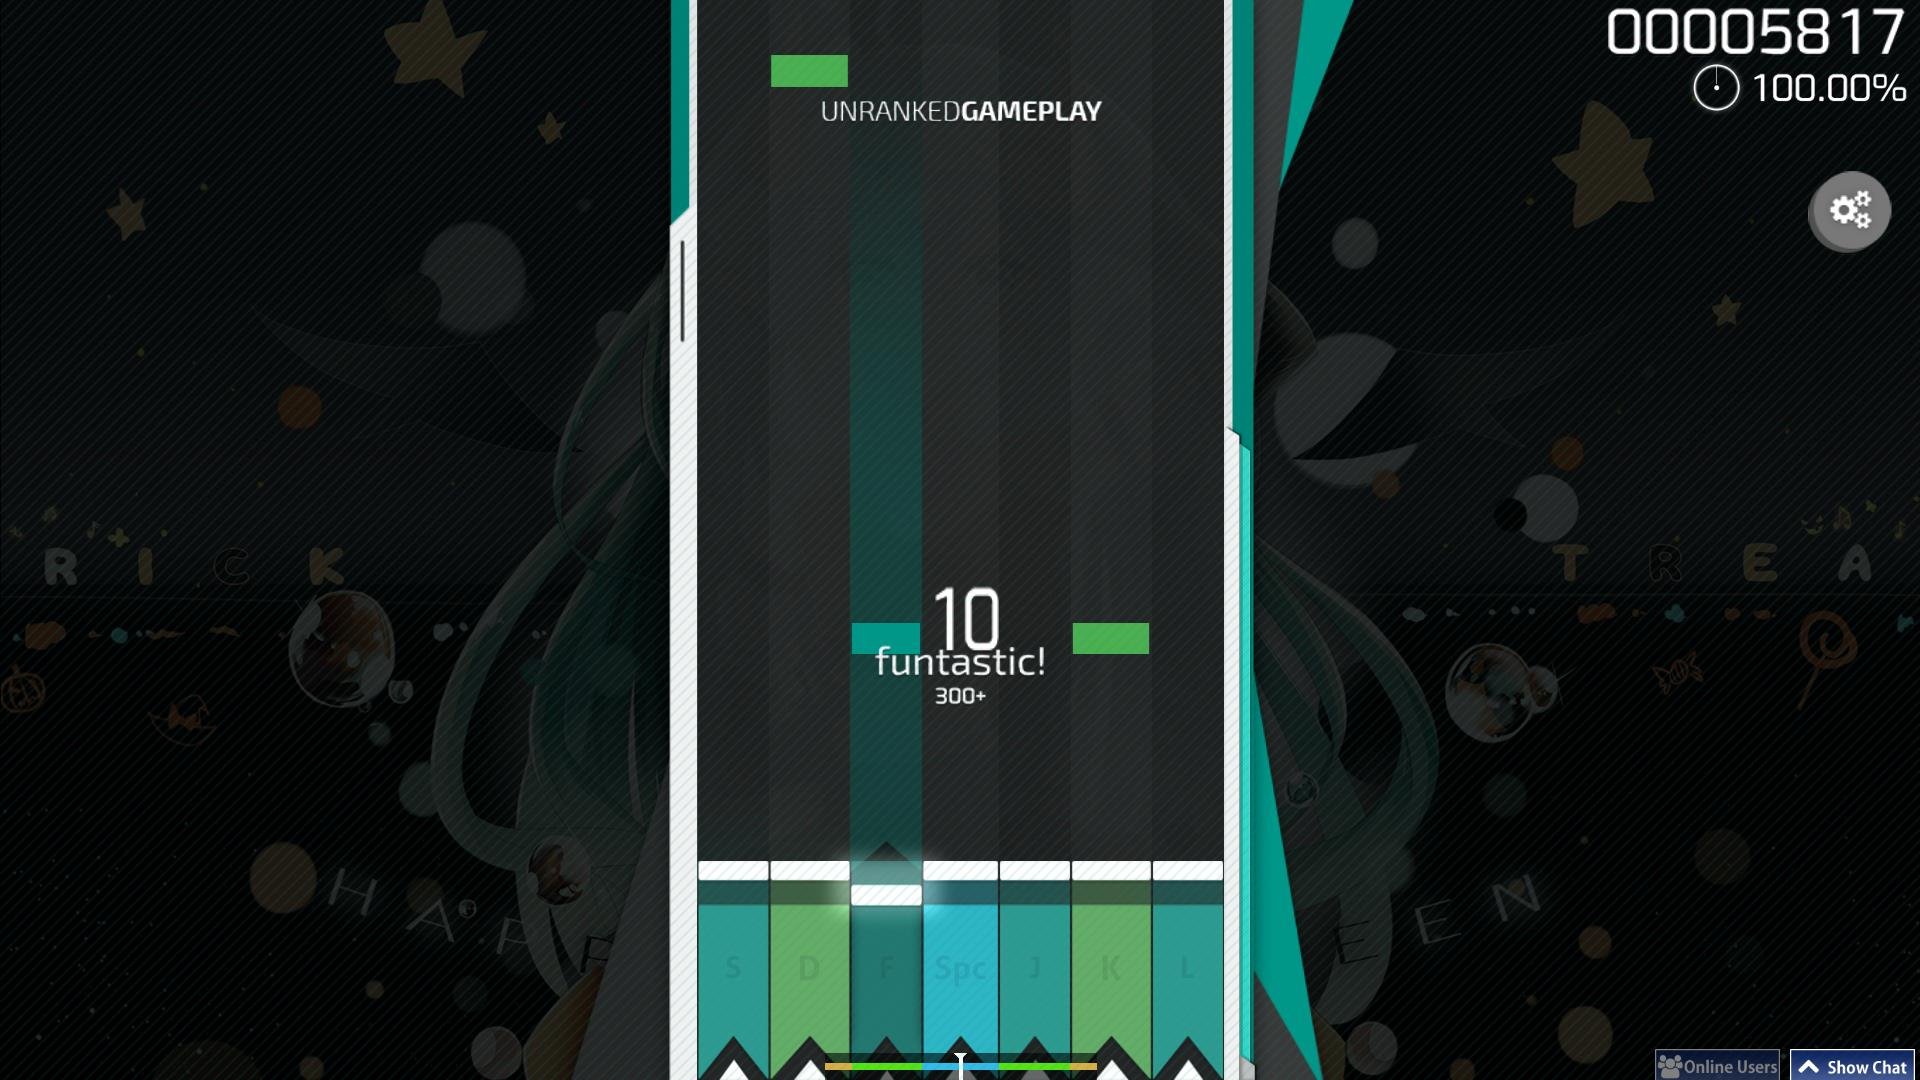 00005817
100.00%
UNRANKEDGAMEPLAY
R I C K
T R E A
10
funtastic!
300+
H A P P
E E N
S D F Spc J K L
Online Users
Show Chat